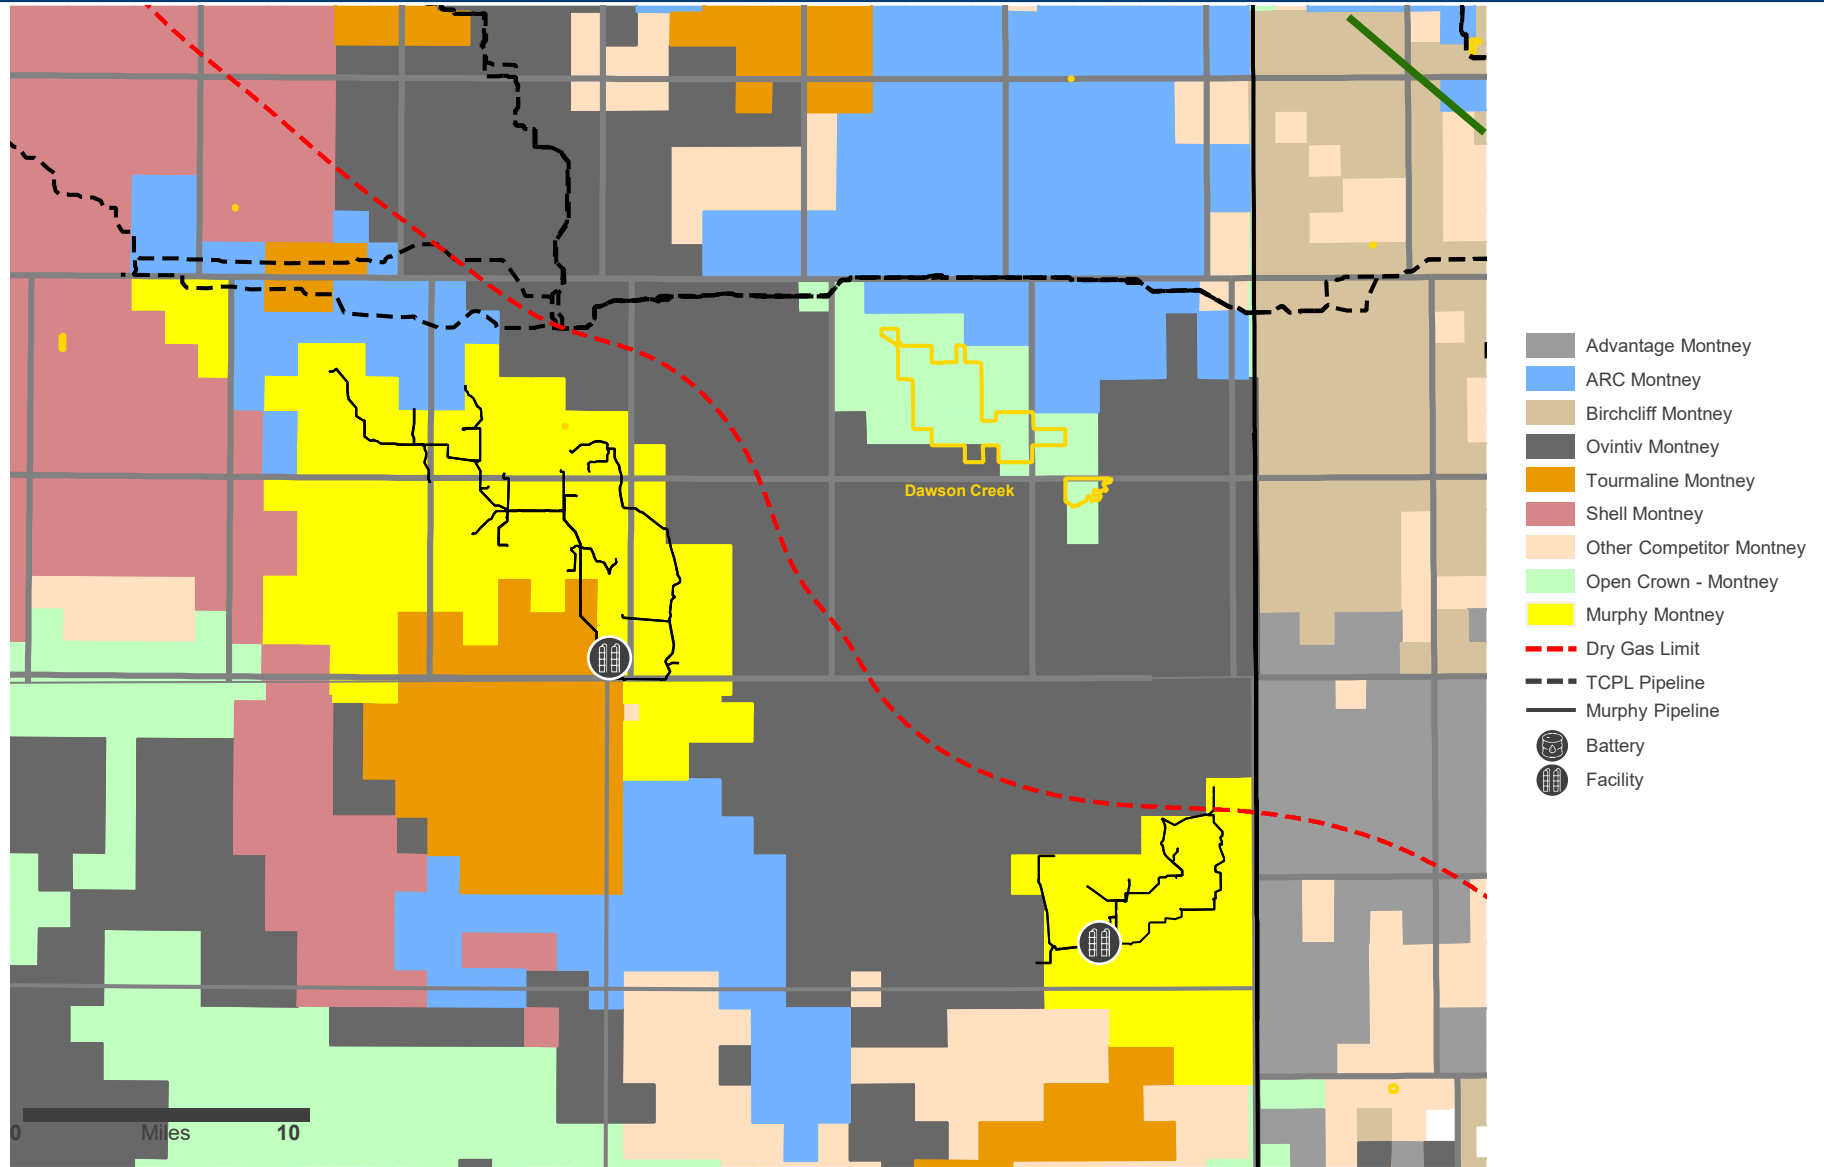 Advantage Montney
ARC Montney
Birchcliff Montney
Ovintiv Montney
Tourmaline Montney
Shell Montney
Other Competitor Montney
Open Crown - Montney
Murphy Montney
Dry Gas Limit
TCPL Pipeline
Murphy Pipeline
Battery
Facility
Dawson Creek
0 Miles 10